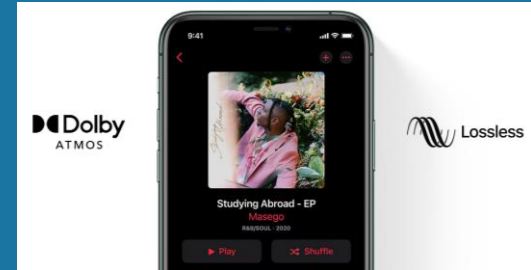 9:41
Dolby
ATMOS
Lossless
Studying Abroad - EP
Masego
R&B/SOUL · 2020
Play
Shuffle